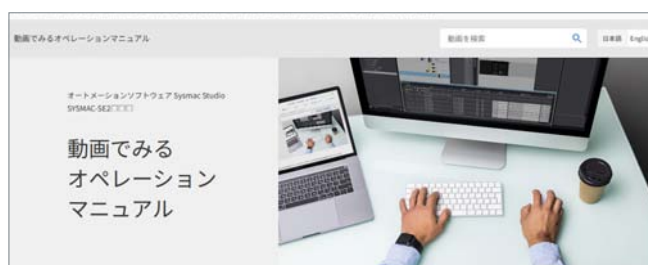 動画でみるオペレーションマニュアル
動画を検索
日本語 Englis
オートメーションソフトウェア Sysmac Studio
SYSMAC-SE2□□□
動画でみる
オペレーション
マニュアル